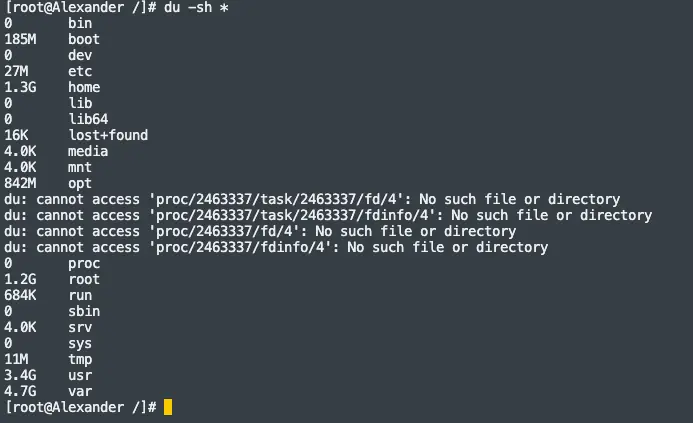 [root@Alexander /]# du -sh *
0       bin
185M    boot
0       dev
27M     etc
1.3G    home
0       lib
0       lib64
16K     lost+found
4.0K    media
4.0K    mnt
842M    opt
du: cannot access 'proc/2463337/task/2463337/fd/4': No such file or directory
du: cannot access 'proc/2463337/task/2463337/fdinfo/4': No such file or directory
du: cannot access 'proc/2463337/fd/4': No such file or directory
du: cannot access 'proc/2463337/fdinfo/4': No such file or directory
0       proc
1.2G    root
684K    run
0       sbin
4.0K    srv
0       sys
11M     tmp
3.4G    usr
4.7G    var
[root@Alexander /]#